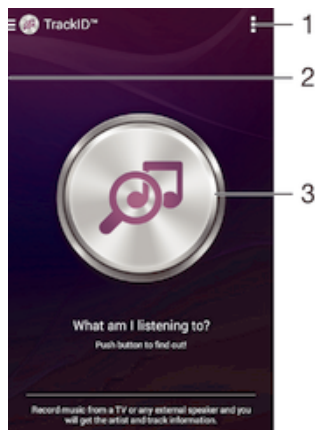 TrackID™
1
2
3
What am I listening to?
Push button to find out!
Record music from a TV or any external speaker and you
will get the artist and track information.